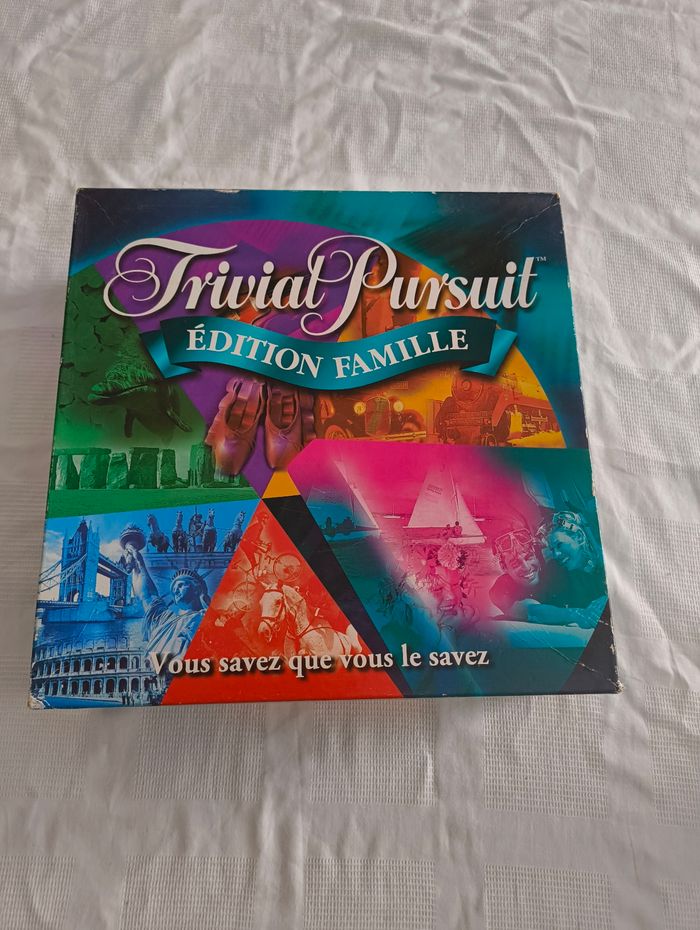 Trivial Pursuit™
ÉDITION FAMILLE
Vous savez que vous le savez